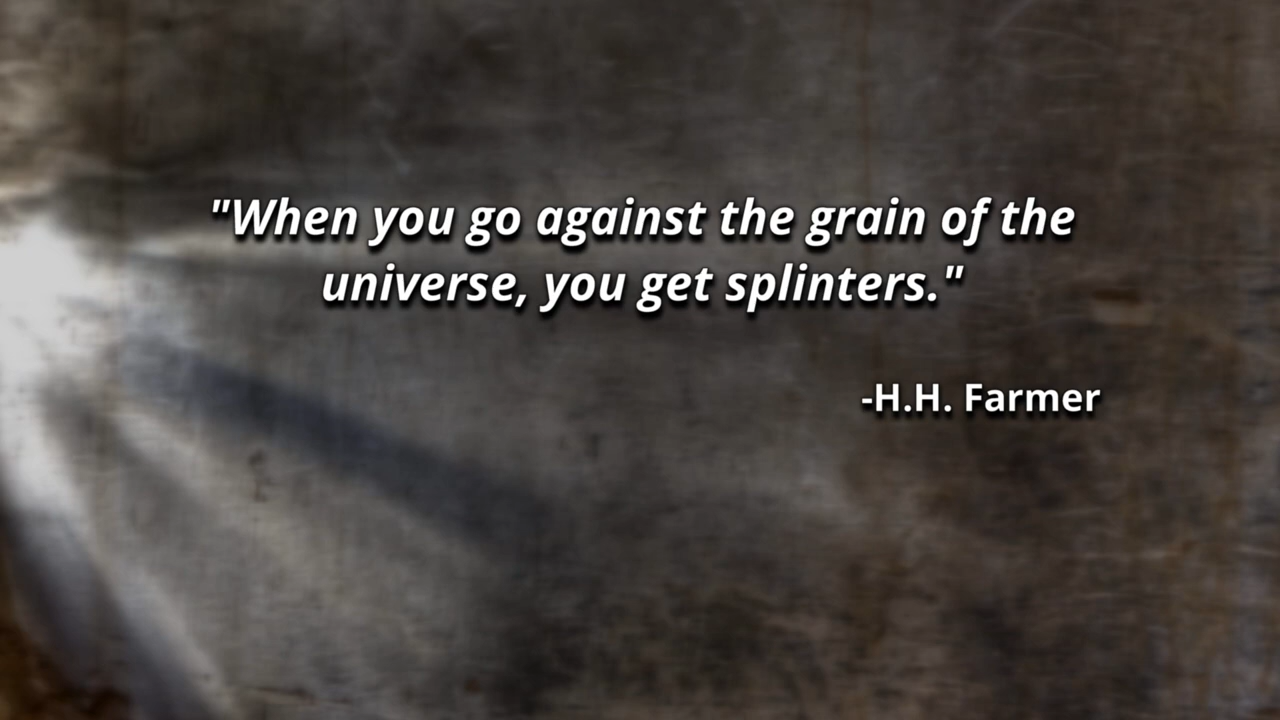 "When you go against the grain of the
universe, you get splinters."
-H.H. Farmer